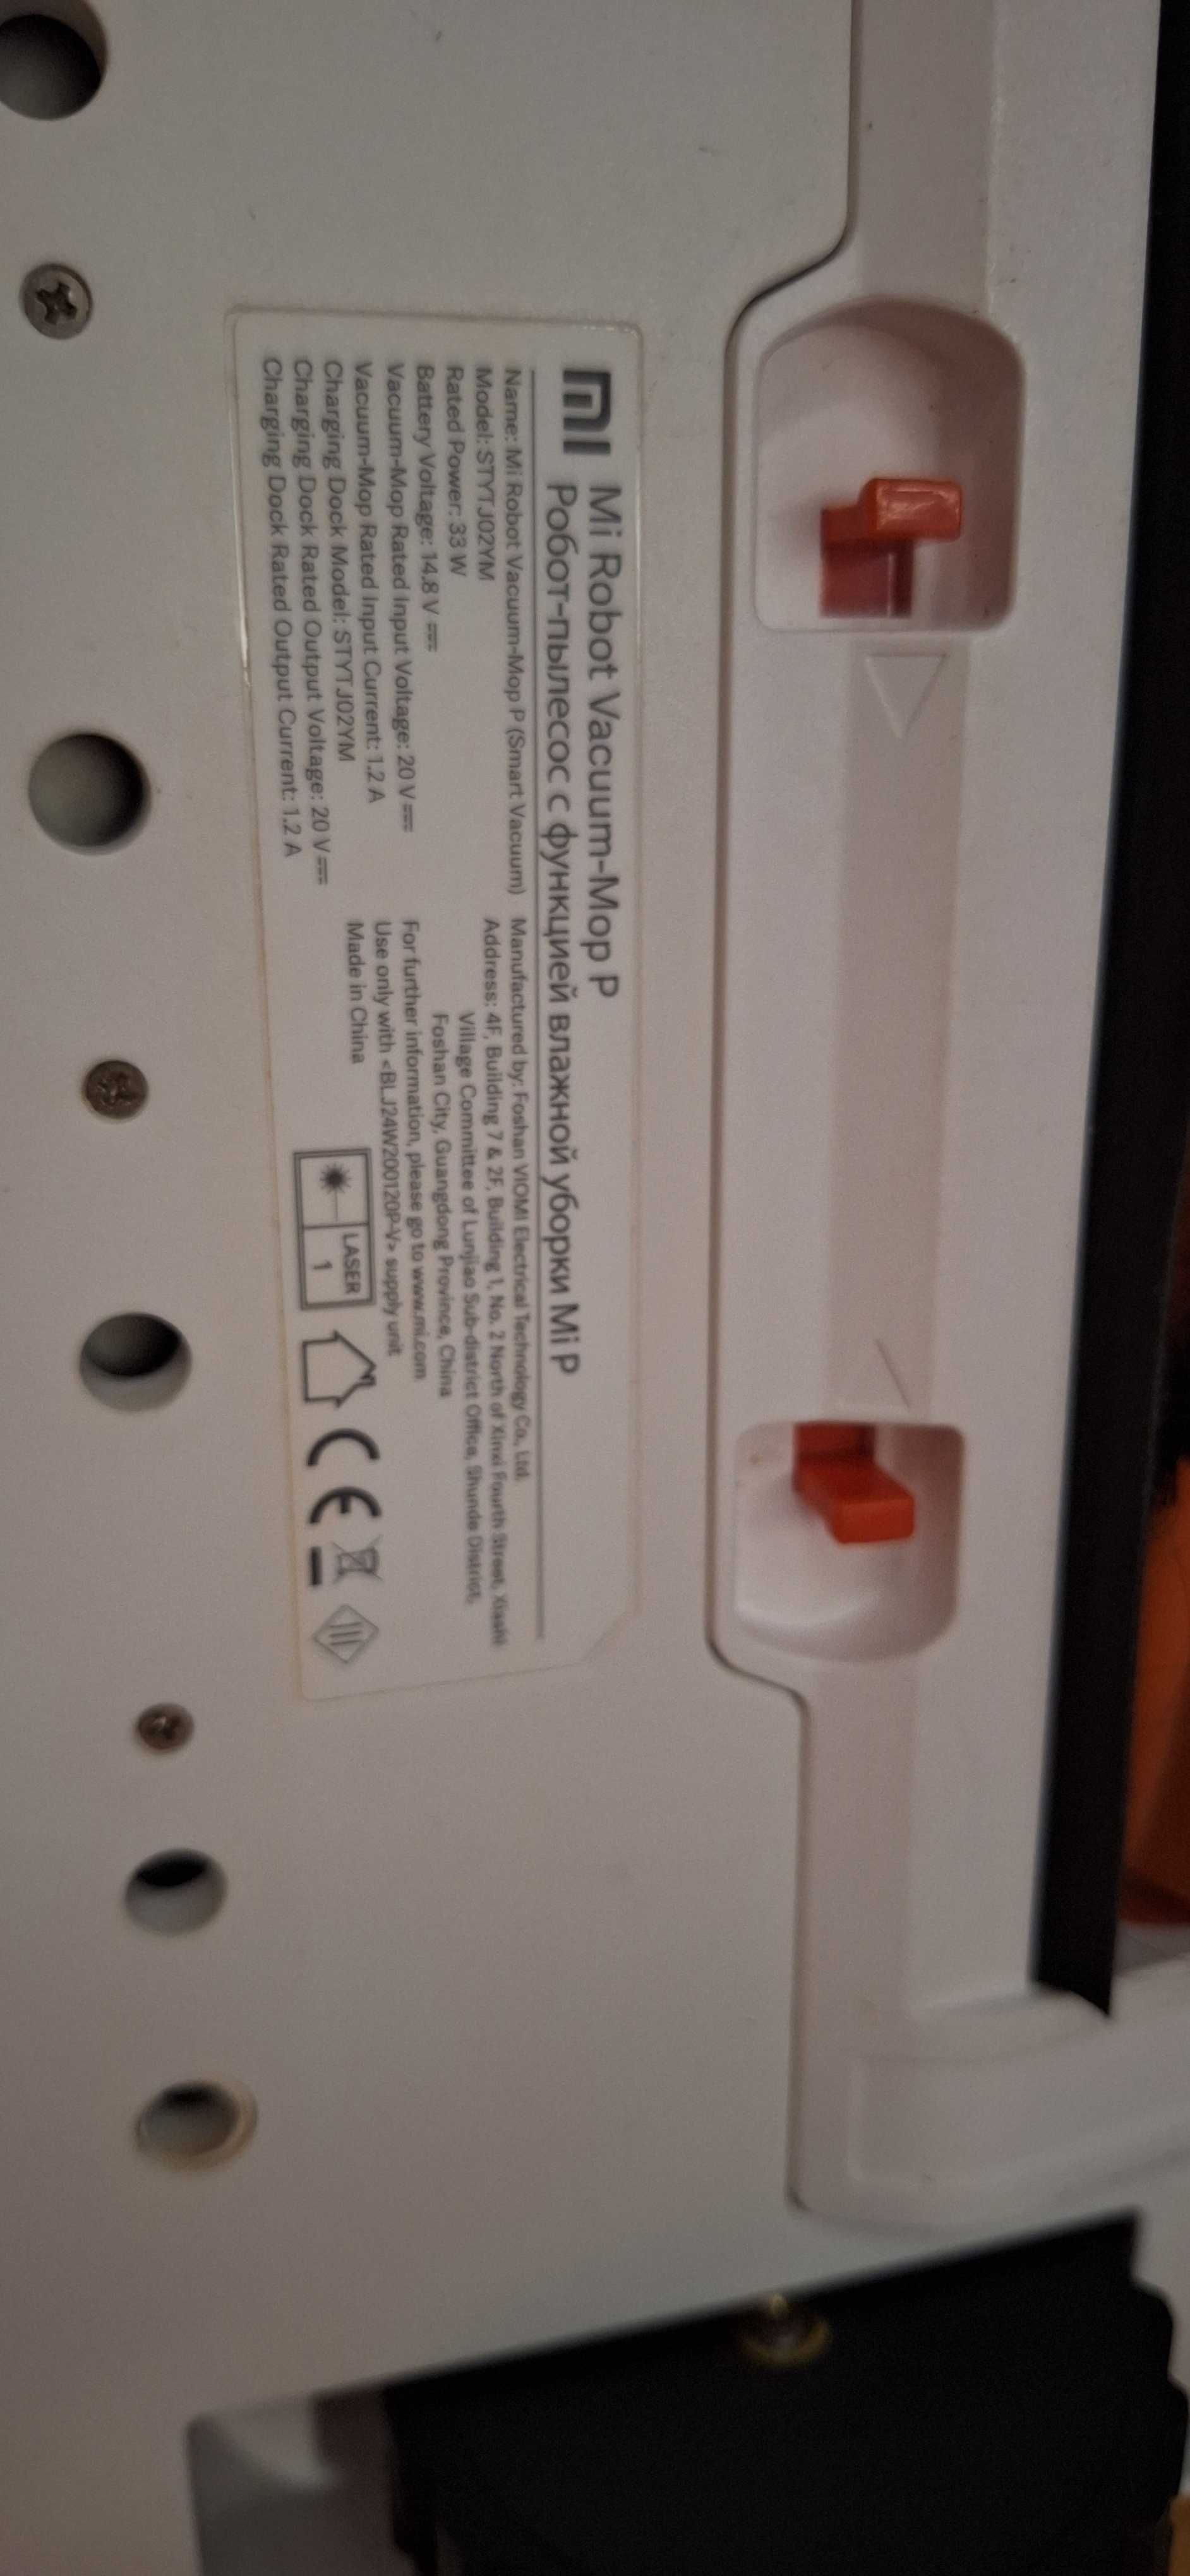 mi Mi Robot Vacuum-Mop P
Робот-пылесос с функцией влажной уборки Mi P
Name: Mi Robot Vacuum-Mop P (Smart Vacuum)
Model: STYTJ02YM
Rated Power: 33 W
Battery Voltage: 14.8 V ⎓
Vacuum-Mop Rated Input Voltage: 20 V ⎓
Vacuum-Mop Rated Input Current: 1.2 A
Charging Dock Model: STYTJ02YM
Charging Dock Rated Output Voltage: 20 V ⎓
Charging Dock Rated Output Current: 1.2 A
Manufactured by: Foshan VIOMI Electrical Technology Co., Ltd.
Address: 4F, Building 7 & 2F, Building 1, No. 2 North of Xinxi Fourth Street, Xiashi
Village Committee of Lunjiao Sub-district Office, Shunde District,
Foshan City, Guangdong Province, China
For further information, please go to www.mi.com
Use only with <BLJ24W200120P-V> supply unit
Made in China
LASER
1
CE